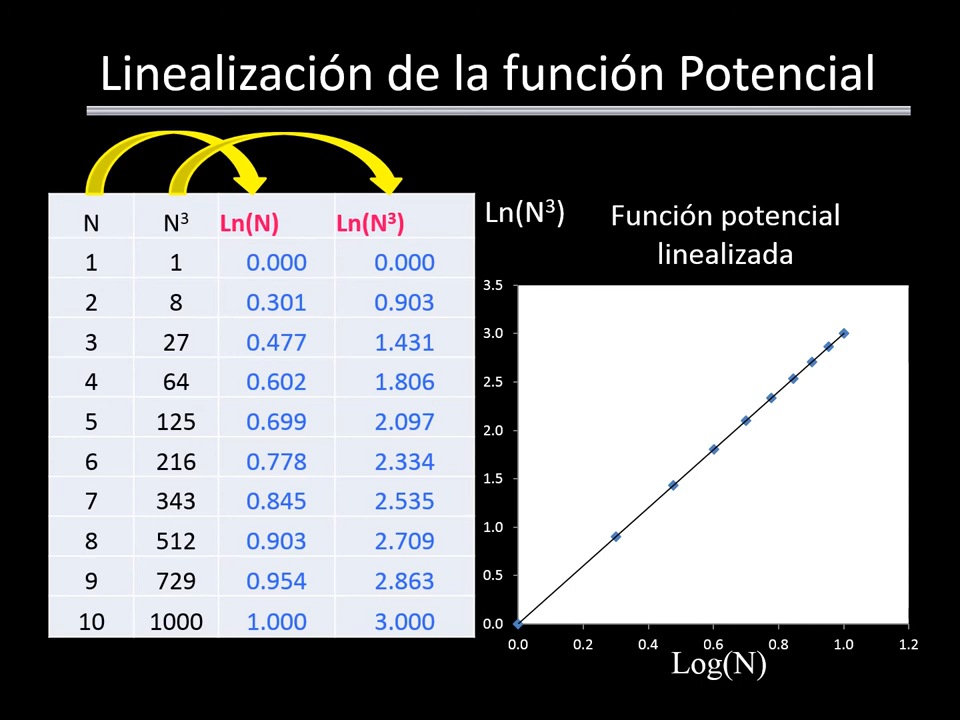 Linealización de la función Potencial
N N³ Ln(N) Ln(N³)
1 1 0.000 0.000
2 8 0.301 0.903
3 27 0.477 1.431
4 64 0.602 1.806
5 125 0.699 2.097
6 216 0.778 2.334
7 343 0.845 2.535
8 512 0.903 2.709
9 729 0.954 2.863
10 1000 1.000 3.000
Ln(N³)
Función potencial
linealizada
3.5
3.0
2.5
2.0
1.5
1.0
0.5
0.0
0.0 0.2 0.4 0.6 0.8 1.0 1.2
Log(N)